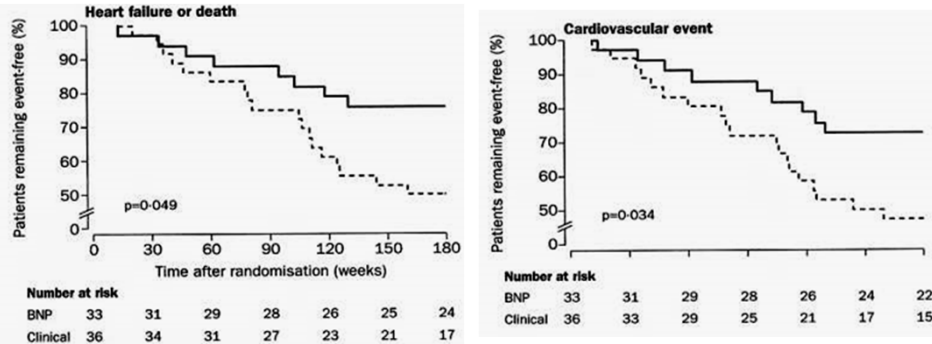 Heart failure or death
Patients remaining event-free (%)
100
90
80
70
60
50
0
p=0·049
0 30 60 90 120 150 180
Time after randomisation (weeks)
Number at risk
BNP 33 31 29 28 26 25 24
Clinical 36 34 31 27 23 21 17
Cardiovascular event
Patients remaining event-free (%)
100
90
80
70
60
50
0
p=0·034
Number at risk
BNP 33 31 29 28 26 24 22
Clinical 36 33 29 25 21 17 15